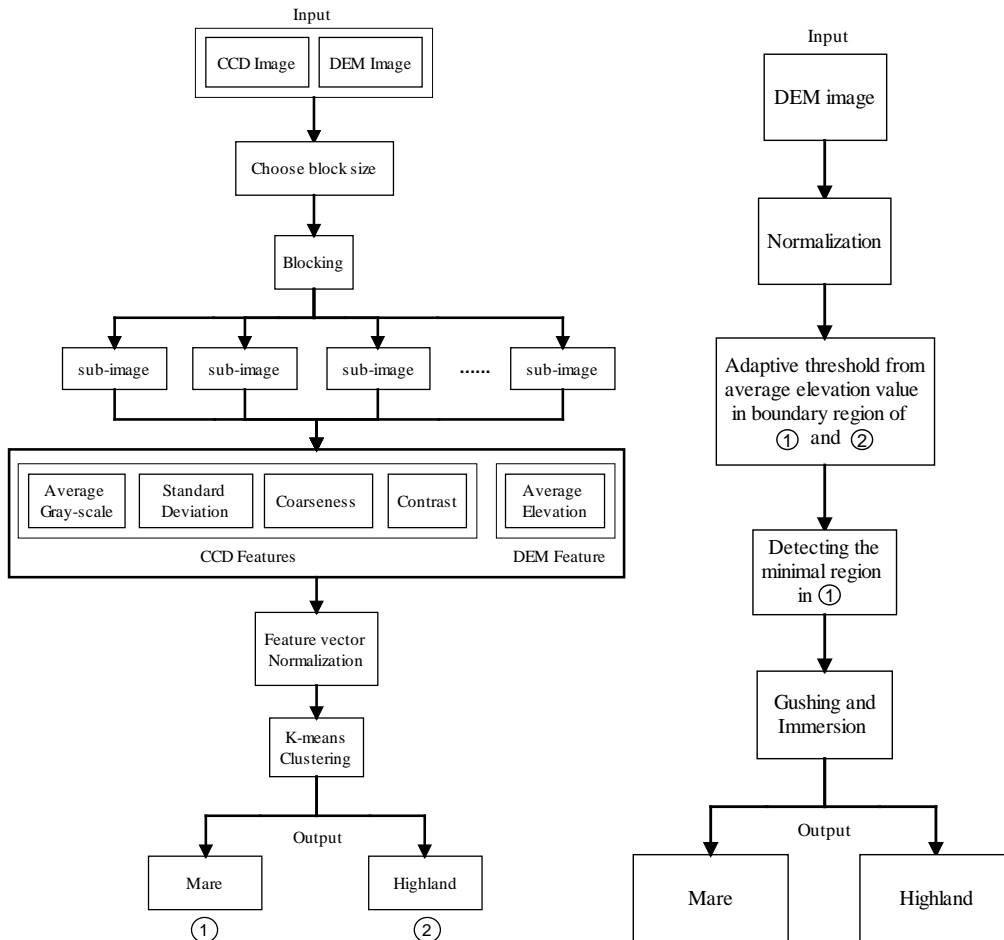 Input
CCD Image
DEM Image
Choose block size
Blocking
sub-image
sub-image
sub-image
......
sub-image
Average
Gray-scale
Standard
Deviation
Coarseness
Contrast
Average
Elevation
CCD Features
DEM Feature
Feature vector
Normalization
K-means
Clustering
Output
Mare
Highland
①
②
Input
DEM image
Normalization
Adaptive threshold from
average elevation value
in boundary region of
① and ②
Detecting the
minimal region
in ①
Gushing and
Immersion
Output
Mare
Highland